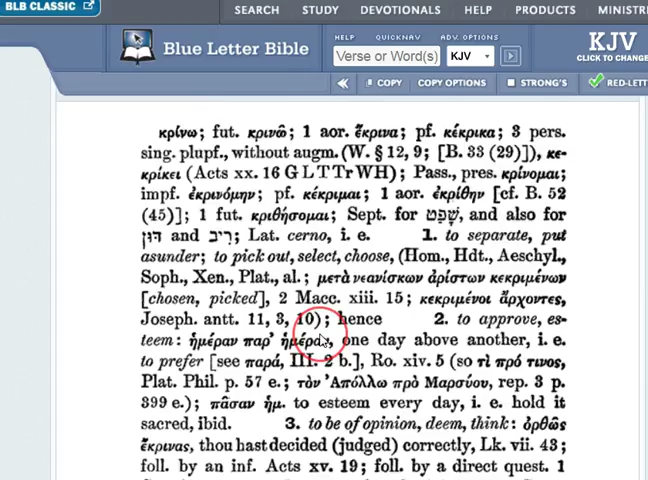 BLB CLASSIC
SEARCH STUDY DEVOTIONALS HELP PRODUCTS MINISTRI
Blue Letter Bible
HELP QUICKNAV ADV. OPTIONS
Verse or Word(s) KJV
KJV
CLICK TO CHANGE
COPY COPY OPTIONS STRONG'S RED-LETT
κρίνω; fut. κρινῶ; 1 aor. ἔκρινα; pf. κέκρικα; 3 pers.
sing. plupf., without augm. (W. § 12, 9; [B. 33 (29)]), κε-
κρίκει (Acts xx. 16 G L T Tr WH); Pass., pres. κρίνομαι;
impf. ἐκρινόμην; pf. κέκριμαι; 1 aor. ἐκρίθην [cf. B. 52
(45)]; 1 fut. κριθήσομαι; Sept. for שָׁפַט, and also for
דּוּן and רִיב; Lat. cerno, i. e. 1. to separate, put
asunder; to pick out, select, choose, (Hom., Hdt., Aeschyl.,
Soph., Xen., Plat., al.; μετὰ νεανίσκων ἀρίστων κεκριμένων
[chosen, picked], 2 Macc. xiii. 15; κεκριμένοι ἄρχοντες,
Joseph. antt. 11, 3, 10); hence 2. to approve, es-
teem: ἡμέραν παρ' ἡμέραν, one day above another, i. e.
to prefer [see παρά, III. 2 b.], Ro. xiv. 5 (so τὶ πρό τινος,
Plat. Phil. p. 57 e.; τὸν Ἀπόλλω πρὸ Μαρσύου, rep. 3 p.
399 e.); πᾶσαν ἡμ. to esteem every day, i. e. hold it
sacred, ibid. 3. to be of opinion, deem, think: ὀρθῶς
ἔκρινας, thou hast decided (judged) correctly, Lk. vii. 43;
foll. by an inf. Acts xv. 19; foll. by a direct quest. 1